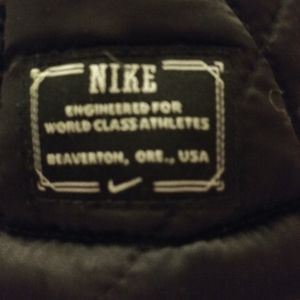 NIKE
ENGINEERED FOR
WORLD CLASS ATHLETES
BEAVERTON, ORE., USA